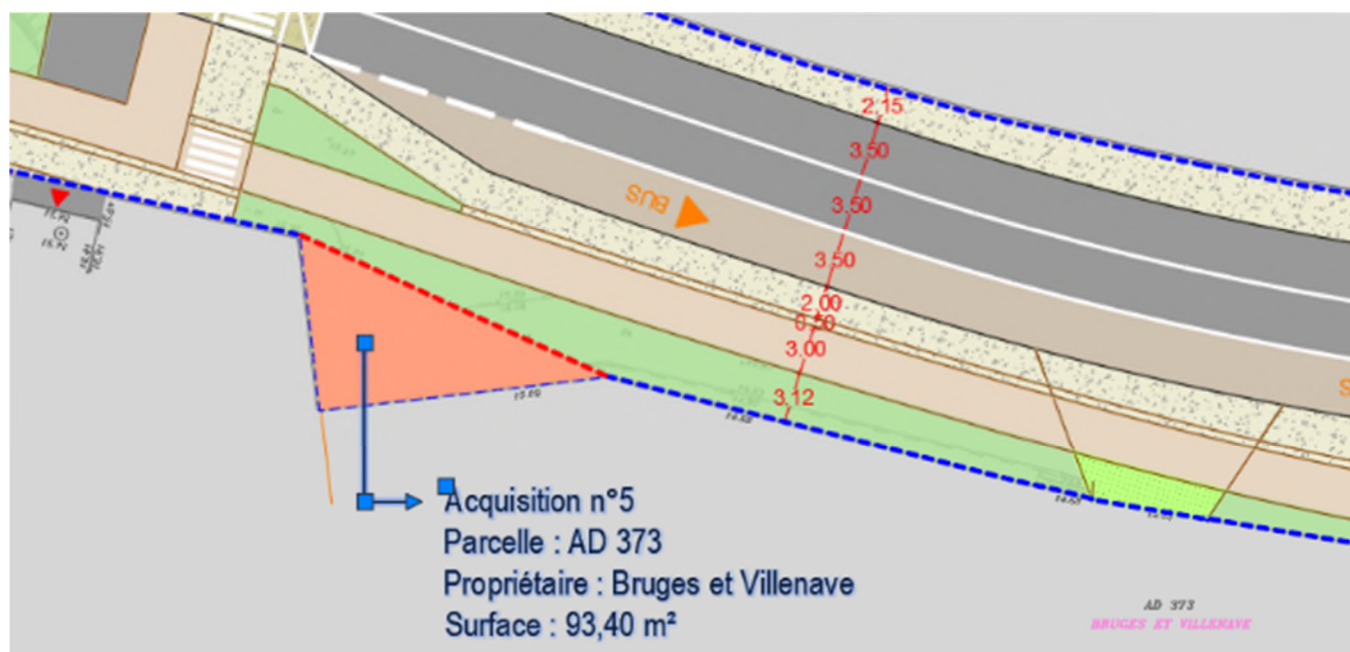 2.15
3.50
3.50
BUS
3.50
2.00
0.50
3.00
3.12
Acquisition n°5
Parcelle : AD 373
Propriétaire : Bruges et Villenave
Surface : 93,40 m²
AD 373
BRUGES ET VILLENAVE